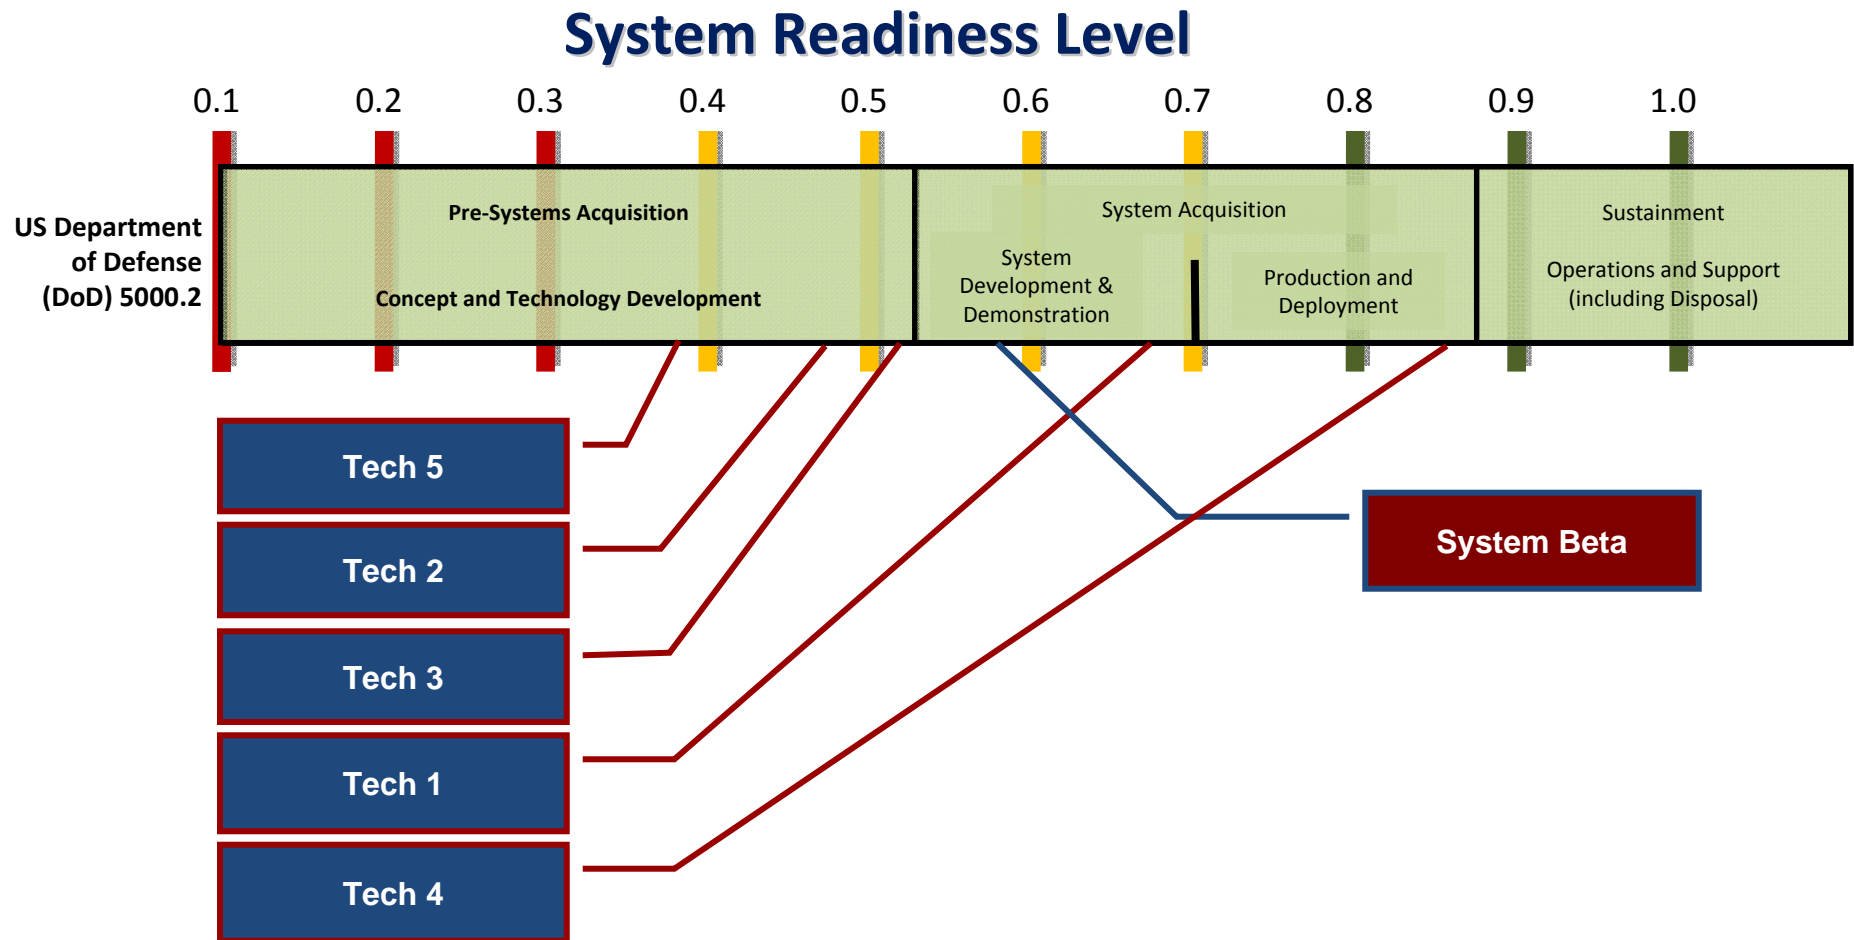 System Readiness Level
0.1 0.2 0.3 0.4 0.5 0.6 0.7 0.8 0.9 1.0
US Department
of Defense
(DoD) 5000.2
Pre-Systems Acquisition
Concept and Technology Development
System Acquisition
System
Development &
Demonstration
Production and
Deployment
Sustainment
Operations and Support
(including Disposal)
Tech 5
Tech 2
Tech 3
Tech 1
Tech 4
System Beta